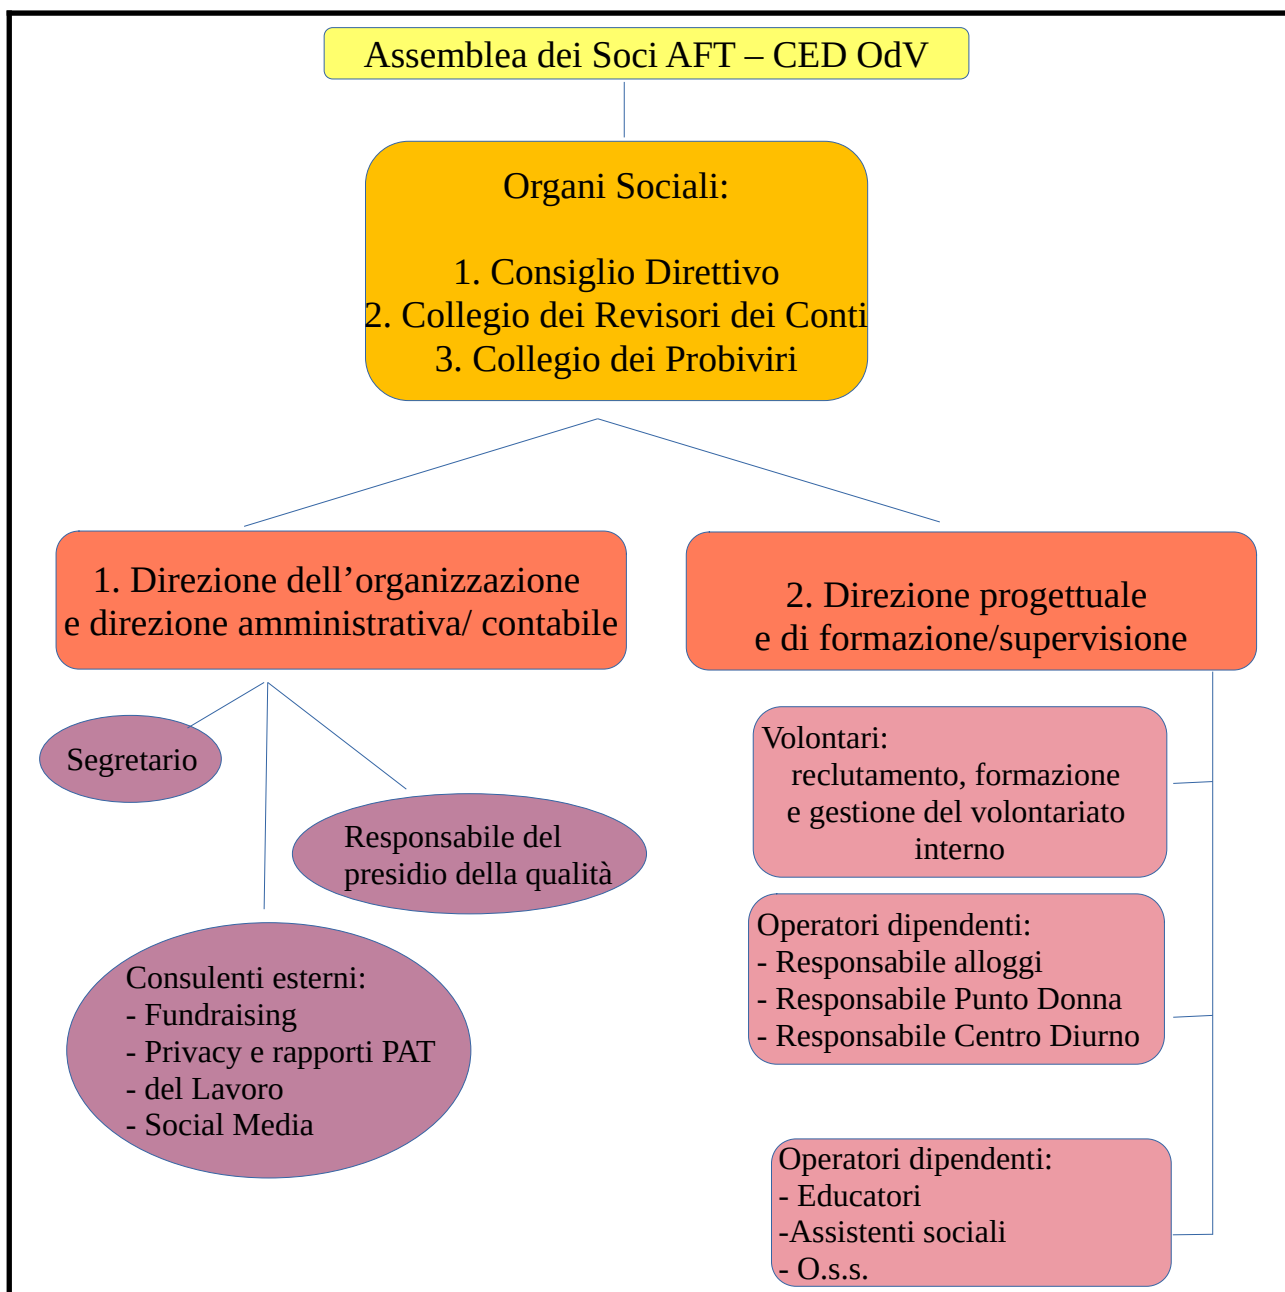 Assemblea dei Soci AFT – CED OdV
Organi Sociali:
1. Consiglio Direttivo
2. Collegio dei Revisori dei Conti
3. Collegio dei Probiviri
1. Direzione dell’organizzazione
e direzione amministrativa/ contabile
2. Direzione progettuale
e di formazione/supervisione
Segretario
Responsabile del
presidio della qualità
Consulenti esterni:
- Fundraising
- Privacy e rapporti PAT
- del Lavoro
- Social Media
Volontari:
reclutamento, formazione
e gestione del volontariato
interno
Operatori dipendenti:
- Responsabile alloggi
- Responsabile Punto Donna
- Responsabile Centro Diurno
Operatori dipendenti:
- Educatori
-Assistenti sociali
- O.s.s.